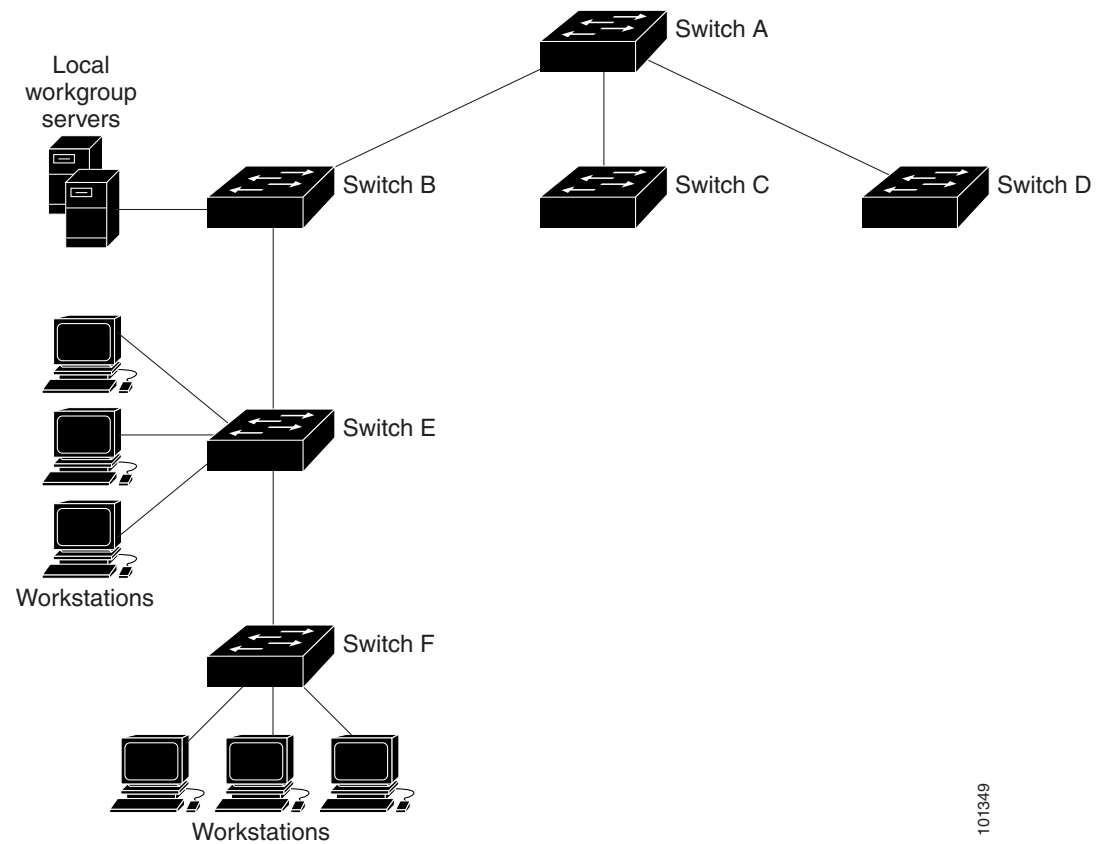 Switch A
Local
workgroup
servers
Switch B
Switch C
Switch D
Switch E
Workstations
Switch F
Workstations
101349